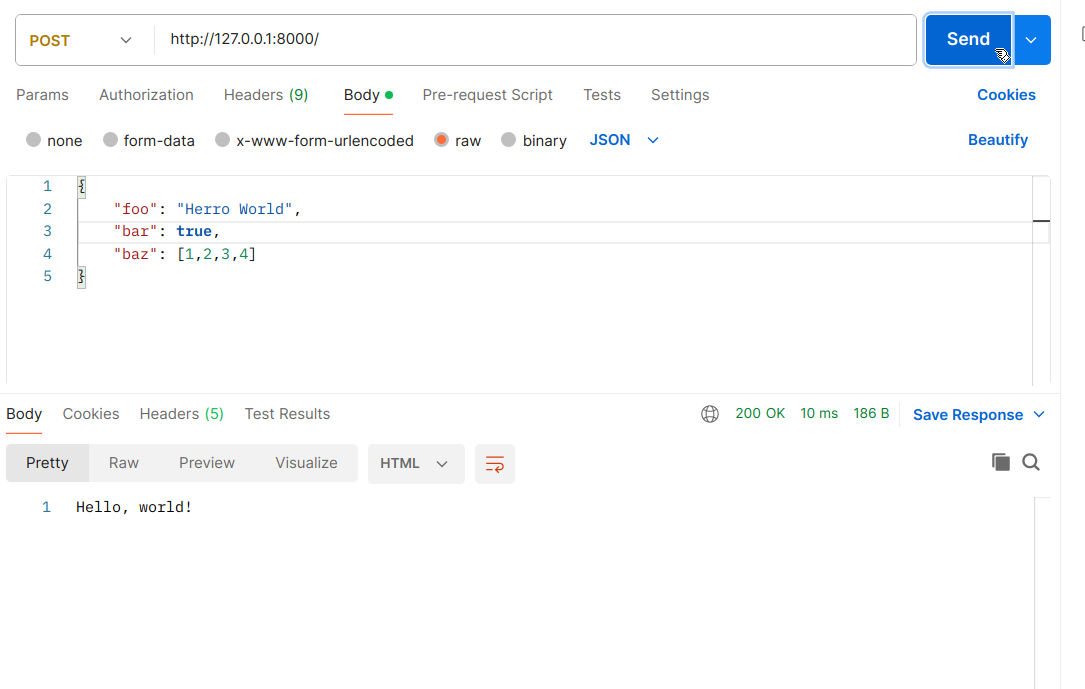 POST http://127.0.0.1:8000/ Send
Params Authorization Headers (9) Body Pre-request Script Tests Settings Cookies
none form-data x-www-form-urlencoded raw binary JSON Beautify
1 {
2 "foo": "Herro World",
3 "bar": true,
4 "baz": [1,2,3,4]
5 }
Body Cookies Headers (5) Test Results 200 OK 10 ms 186 B Save Response
Pretty Raw Preview Visualize HTML
1 Hello, world!